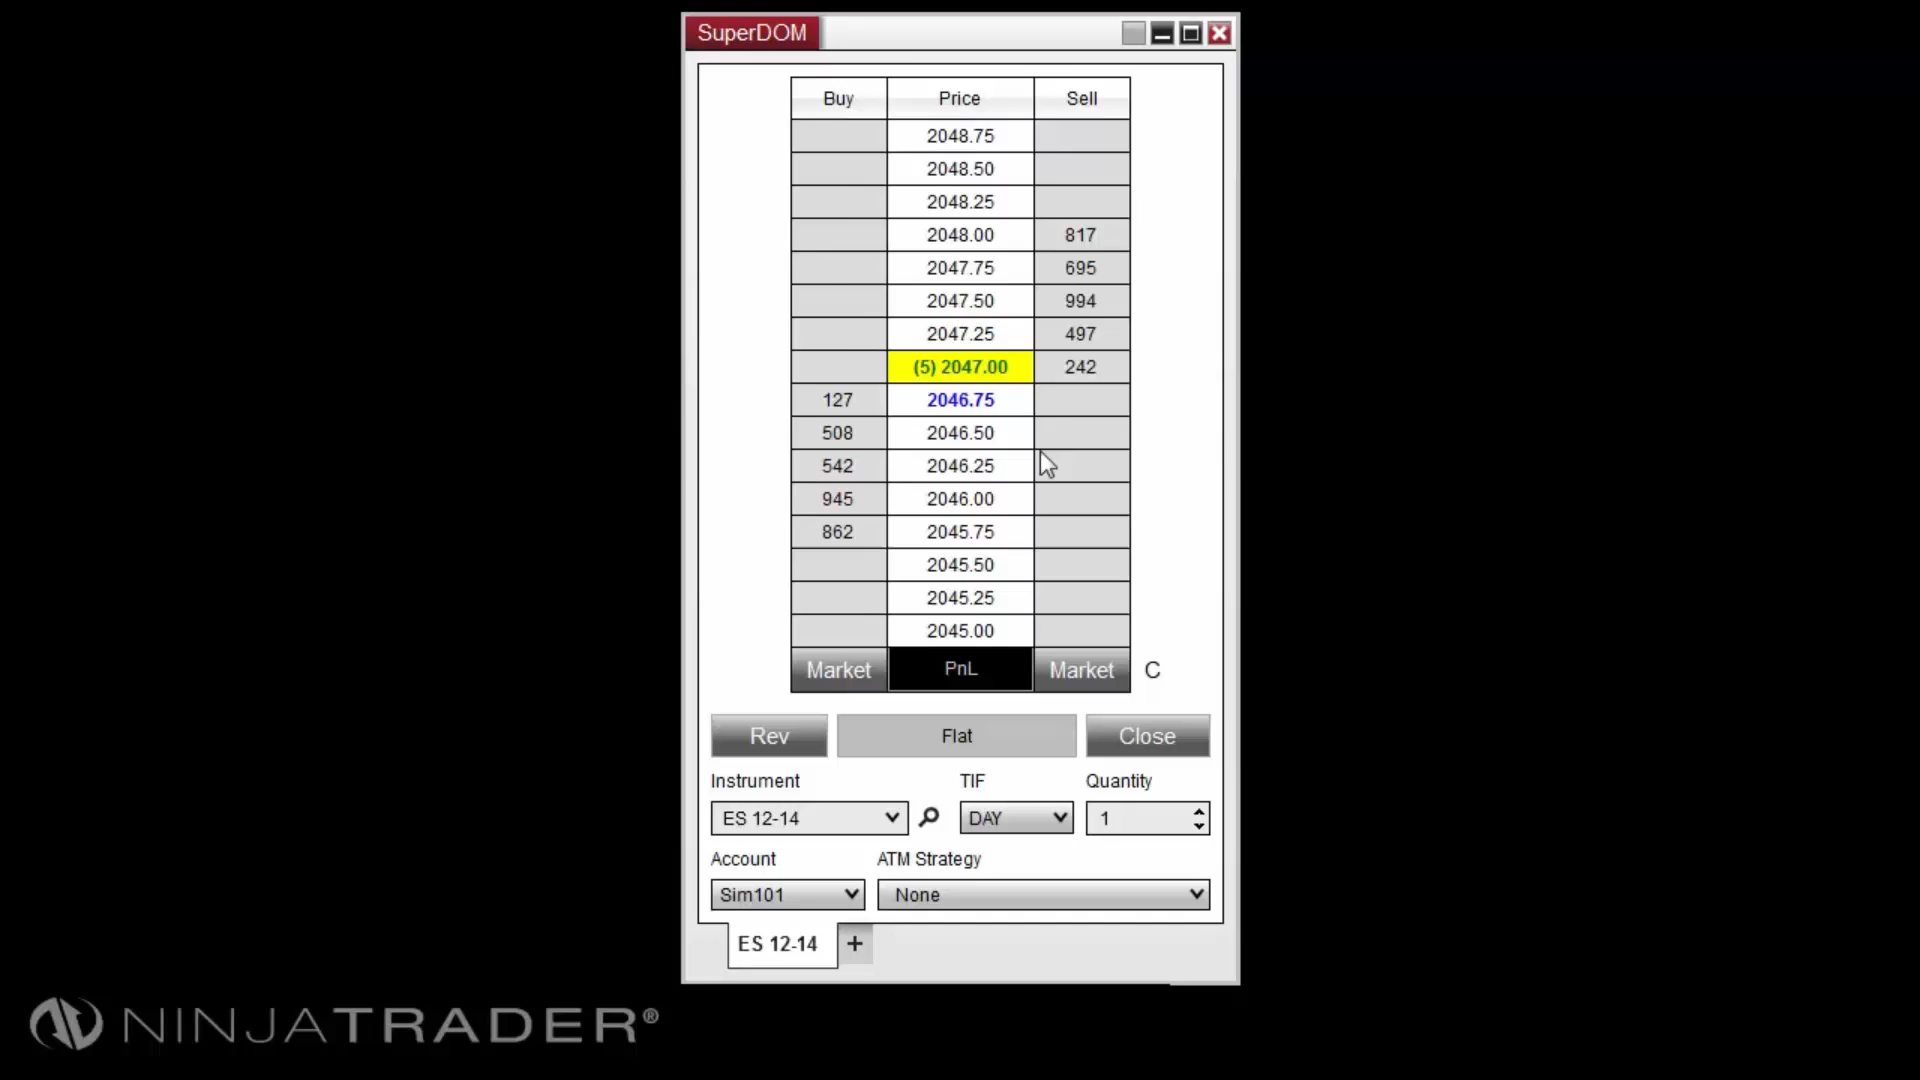 SuperDOM
Buy Price Sell
2048.75
2048.50
2048.25
2048.00 817
2047.75 695
2047.50 994
2047.25 497
(5) 2047.00 242
127 2046.75
508 2046.50
542 2046.25
945 2046.00
862 2045.75
2045.50
2045.25
2045.00
Market PnL Market C
Rev Flat Close
Instrument TIF Quantity
ES 12-14 DAY 1
Account ATM Strategy
Sim101 None
ES 12-14 +
NINJATRADER®